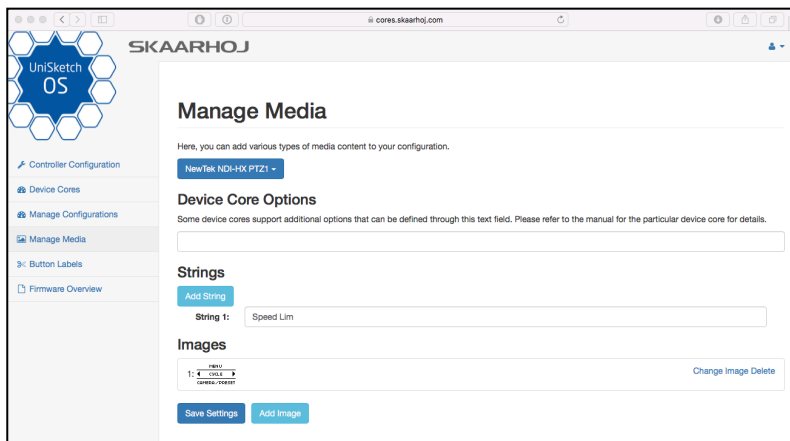 cores.skaarhoj.com
SKAARHOJ
UniSketch
OS
Controller Configuration
Device Cores
Manage Configurations
Manage Media
Button Labels
Firmware Overview
Manage Media
Here, you can add various types of media content to your configuration.
NewTek NDI-HX PTZ1
Device Core Options
Some device cores support additional options that can be defined through this text field. Please refer to the manual for the particular device core for details.
Strings
Add String
String 1: Speed Lim
Images
MENU
1: CYCLE
CAMERA/PRESET
Change Image Delete
Save Settings Add Image